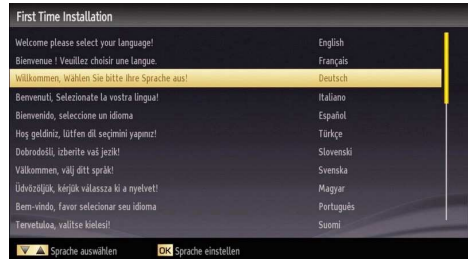 First Time Installation
Welcome please select your language! English
Bienvenue ! Veuillez choisir une langue. Français
Willkommen, Wählen Sie bitte Ihre Sprache aus! Deutsch
Benvenuti, Selezionate la vostra lingua! Italiano
Bienvenido, seleccione un idioma Español
Hoş geldiniz, lütfen dil seçimini yapınız! Türkçe
Dobrodošli, izberite vaš jezik! Slovenski
Välkommen, välj ditt språk! Svenska
Üdvözöljük, kérjük válassza ki a nyelvet! Magyar
Bem-vindo, favor selecionar seu idioma Português
Tervetuloa, valitse kielesi! Suomi
Sprache auswählen OK Sprache einstellen